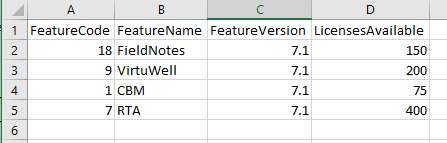 A B C D
1 FeatureCode FeatureName FeatureVersion LicensesAvailable
2 18 FieldNotes 7.1 150
3 9 VirtuWell 7.1 200
4 1 CBM 7.1 75
5 7 RTA 7.1 400
6